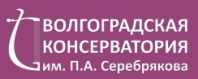 ВОЛГОГРАДСКАЯ
КОНСЕРВАТОРИЯ
им. П.А. Серебрякова